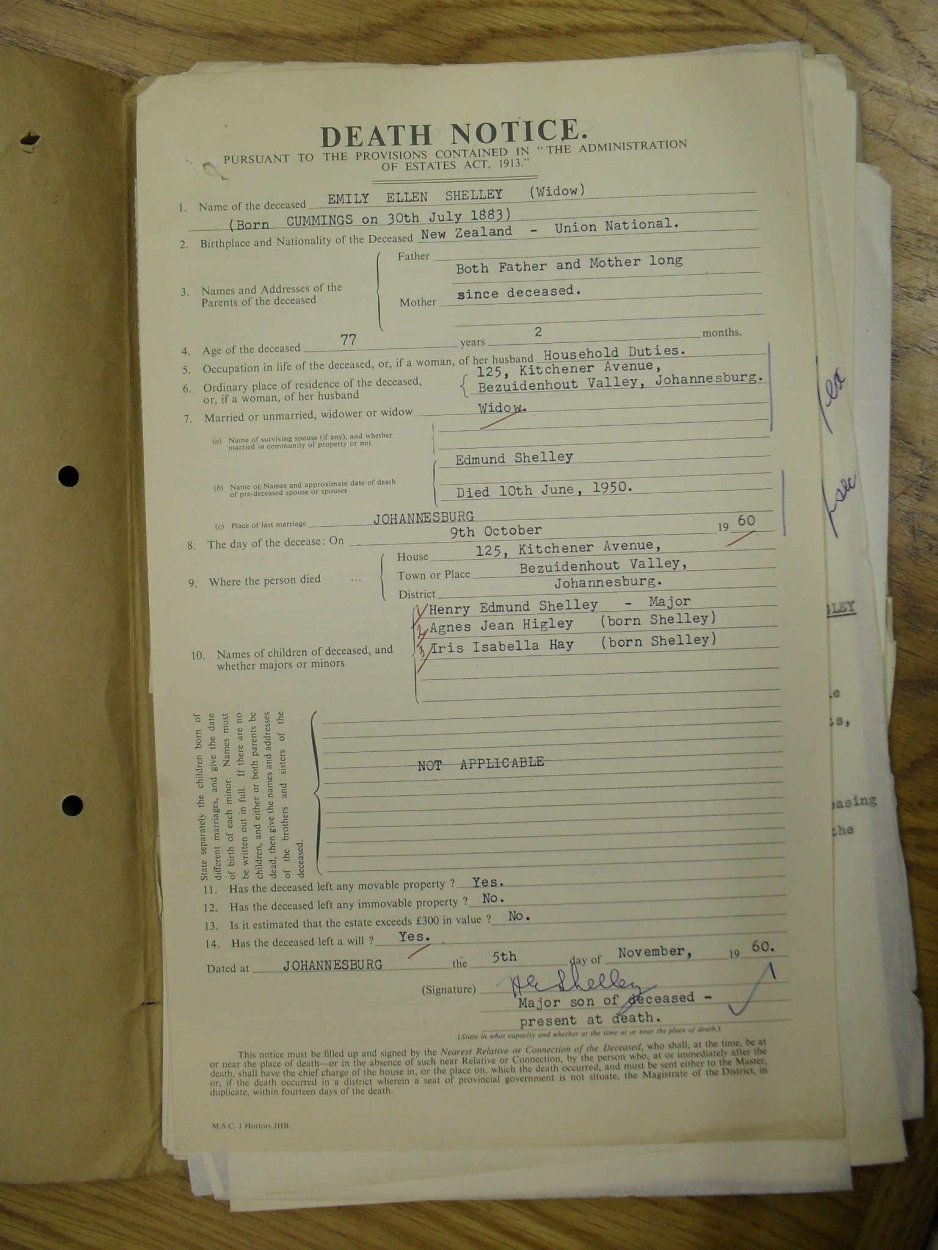 DEATH NOTICE.
PURSUANT TO THE PROVISIONS CONTAINED IN "THE ADMINISTRATION
OF ESTATES ACT, 1913."
1. Name of the deceased EMILY ELLEN SHELLEY (Widow)
(Born CUMMINGS on 30th July 1883)
2. Birthplace and Nationality of the Deceased New Zealand - Union National.
Father
Both Father and Mother long
3. Names and Addresses of the
Parents of the deceased
Mother since deceased.
4. Age of the deceased 77 years 2 months.
5. Occupation in life of the deceased, or, if a woman, of her husband Household Duties.
6. Ordinary place of residence of the deceased,
or, if a woman, of her husband
125, Kitchener Avenue,
Bezuidenhout Valley, Johannesburg.
7. Married or unmarried, widower or widow Widow.
(a) Name of surviving spouse (if any), and whether
married in community of property or not
Edmund Shelley
(b) Name or Names and approximate date of death
of pre-deceased spouse or spouses
Died 10th June, 1950.
(c) Place of last marriage JOHANNESBURG
8. The day of the decease: On 9th October 19 60
9. Where the person died ...
House 125, Kitchener Avenue,
Town or Place Bezuidenhout Valley,
District Johannesburg.
10. Names of children of deceased, and
whether majors or minors
1 Henry Edmund Shelley - Major
2 Agnes Jean Higley (born Shelley)
3 Iris Isabella Hay (born Shelley)
State separately the children born of
different marriages, and give the date
of birth of each minor. Names must
be written out in full. If there are no
children, and either or both parents be
dead, then give the names and addresses
of the brothers and sisters of the
deceased.
NOT APPLICABLE
11. Has the deceased left any movable property ? Yes.
12. Has the deceased left any immovable property ? No.
13. Is it estimated that the estate exceeds £300 in value ? No.
14. Has the deceased left a will ? Yes.
Dated at JOHANNESBURG the 5th day of November, 19 60.
(Signature) HE Shelley
Major son of deceased -
present at death.
(State in what capacity and whether at the time at or near the place of death.)
This notice must be filled up and signed by the Nearest Relative or Connection of the Deceased, who shall, at the time, be at
or near the place of death—or in the absence of such near Relative or Connection, by the person who, at or immediately after the
death, shall have the chief charge of the house in, or the place on, which the death occurred, and must be sent either to the Master,
or, if the death occurred in a district wherein a seat of provincial government is not situate, the Magistrate of the District, in
duplicate, within fourteen days of the death.
M.S.C. 1 Hortors JHB.
GLEY
asing
the